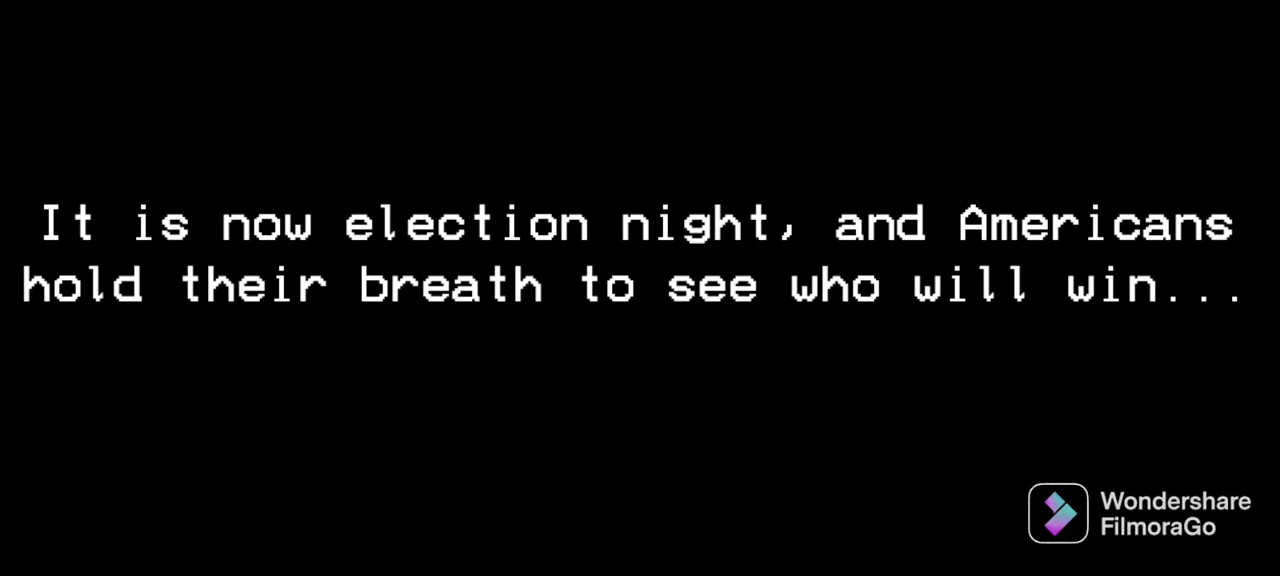 It is now election night, and Americans
hold their breath to see who will win...
Wondershare
FilmoraGo